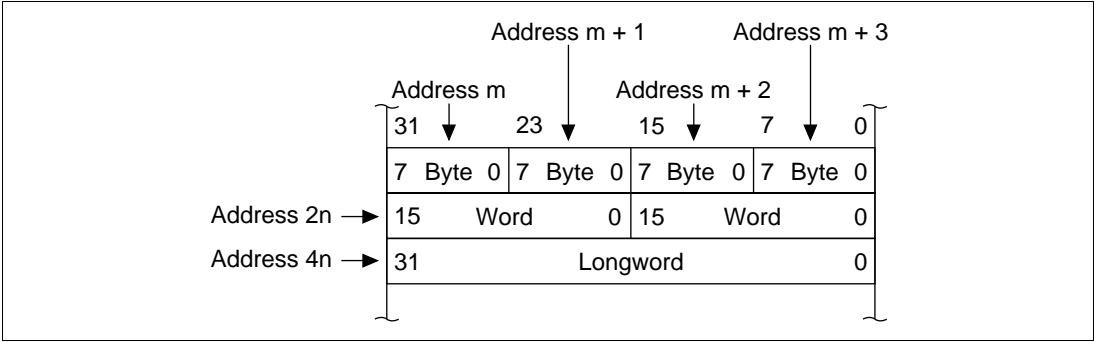 Address m + 1 Address m + 3
Address m Address m + 2
31 23 15 7 0
7 Byte 0 7 Byte 0 7 Byte 0 7 Byte 0
Address 2n 15 Word 0 15 Word 0
Address 4n 31 Longword 0